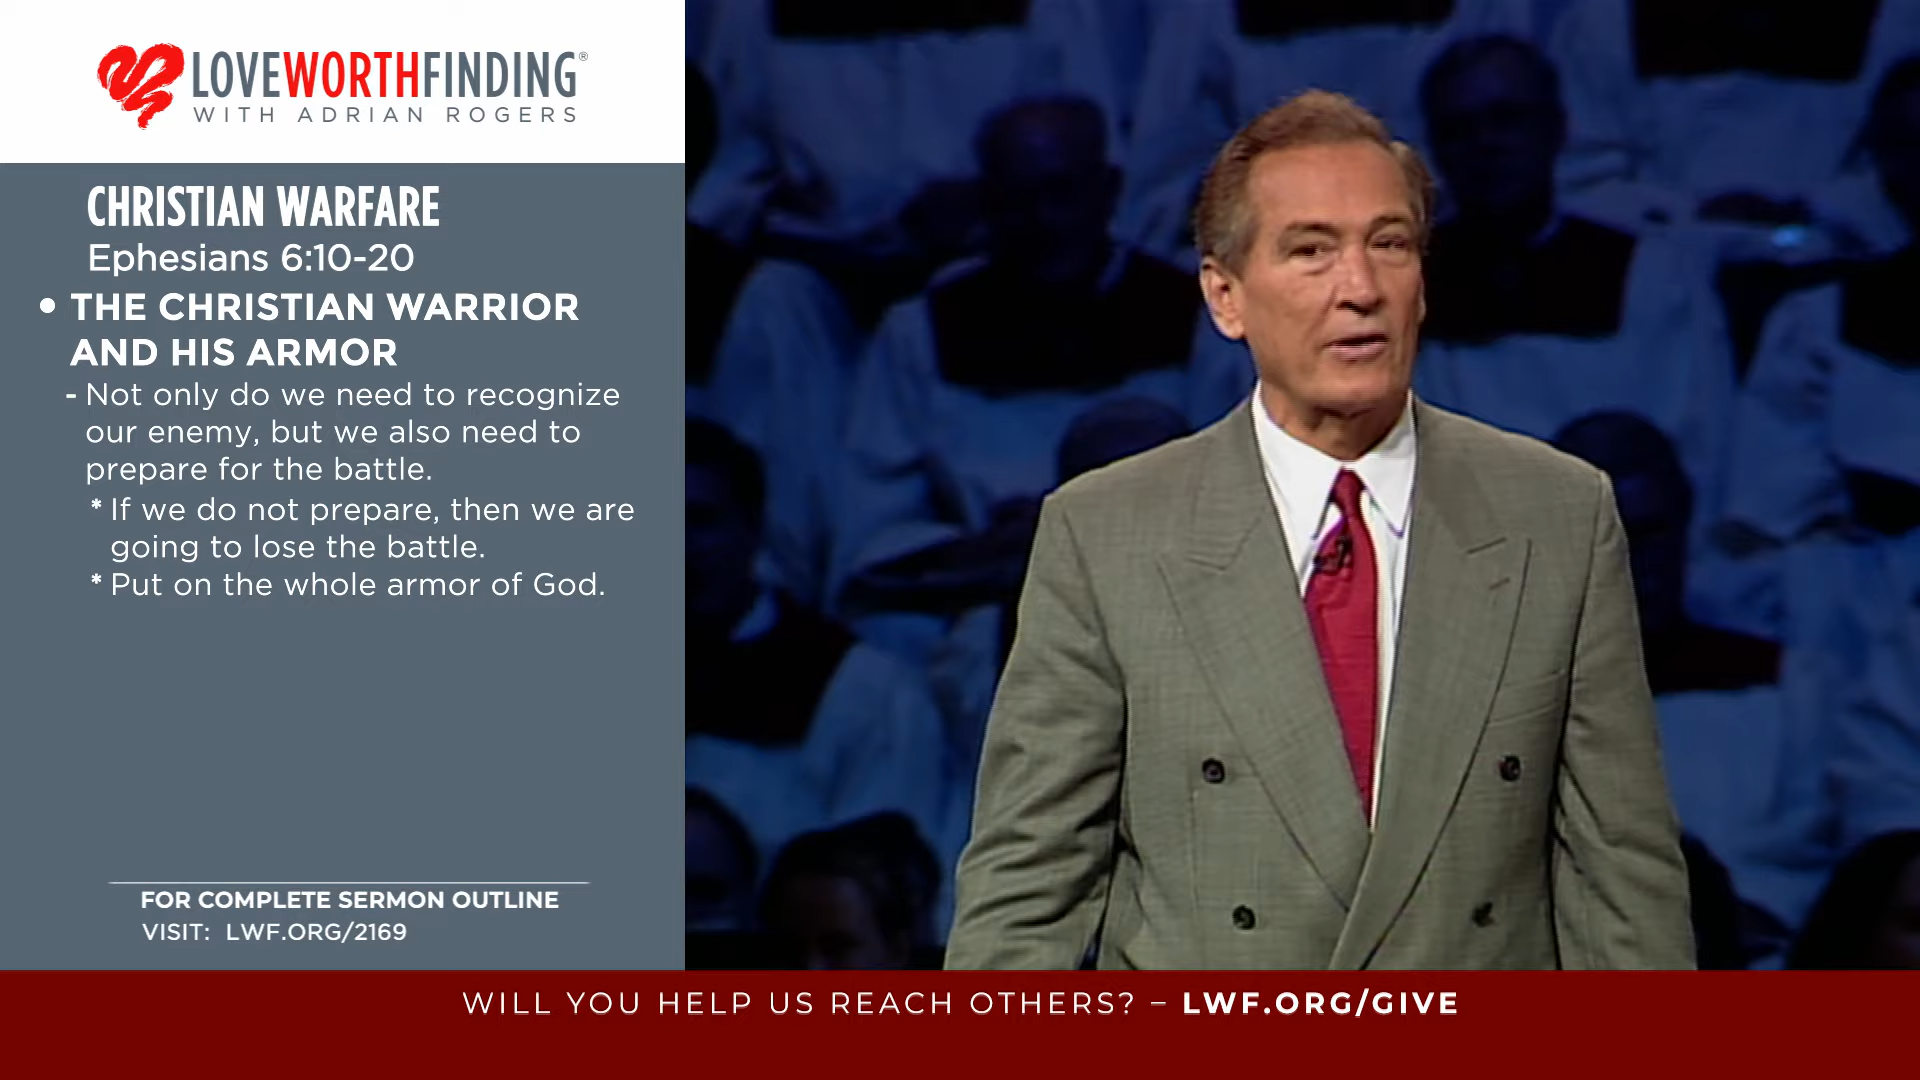 LOVEWORTHFINDING®
WITH ADRIAN ROGERS
CHRISTIAN WARFARE
Ephesians 6:10-20
• THE CHRISTIAN WARRIOR
AND HIS ARMOR
- Not only do we need to recognize
our enemy, but we also need to
prepare for the battle.
* If we do not prepare, then we are
going to lose the battle.
* Put on the whole armor of God.
FOR COMPLETE SERMON OUTLINE
VISIT: LWF.ORG/2169
WILL YOU HELP US REACH OTHERS? – LWF.ORG/GIVE